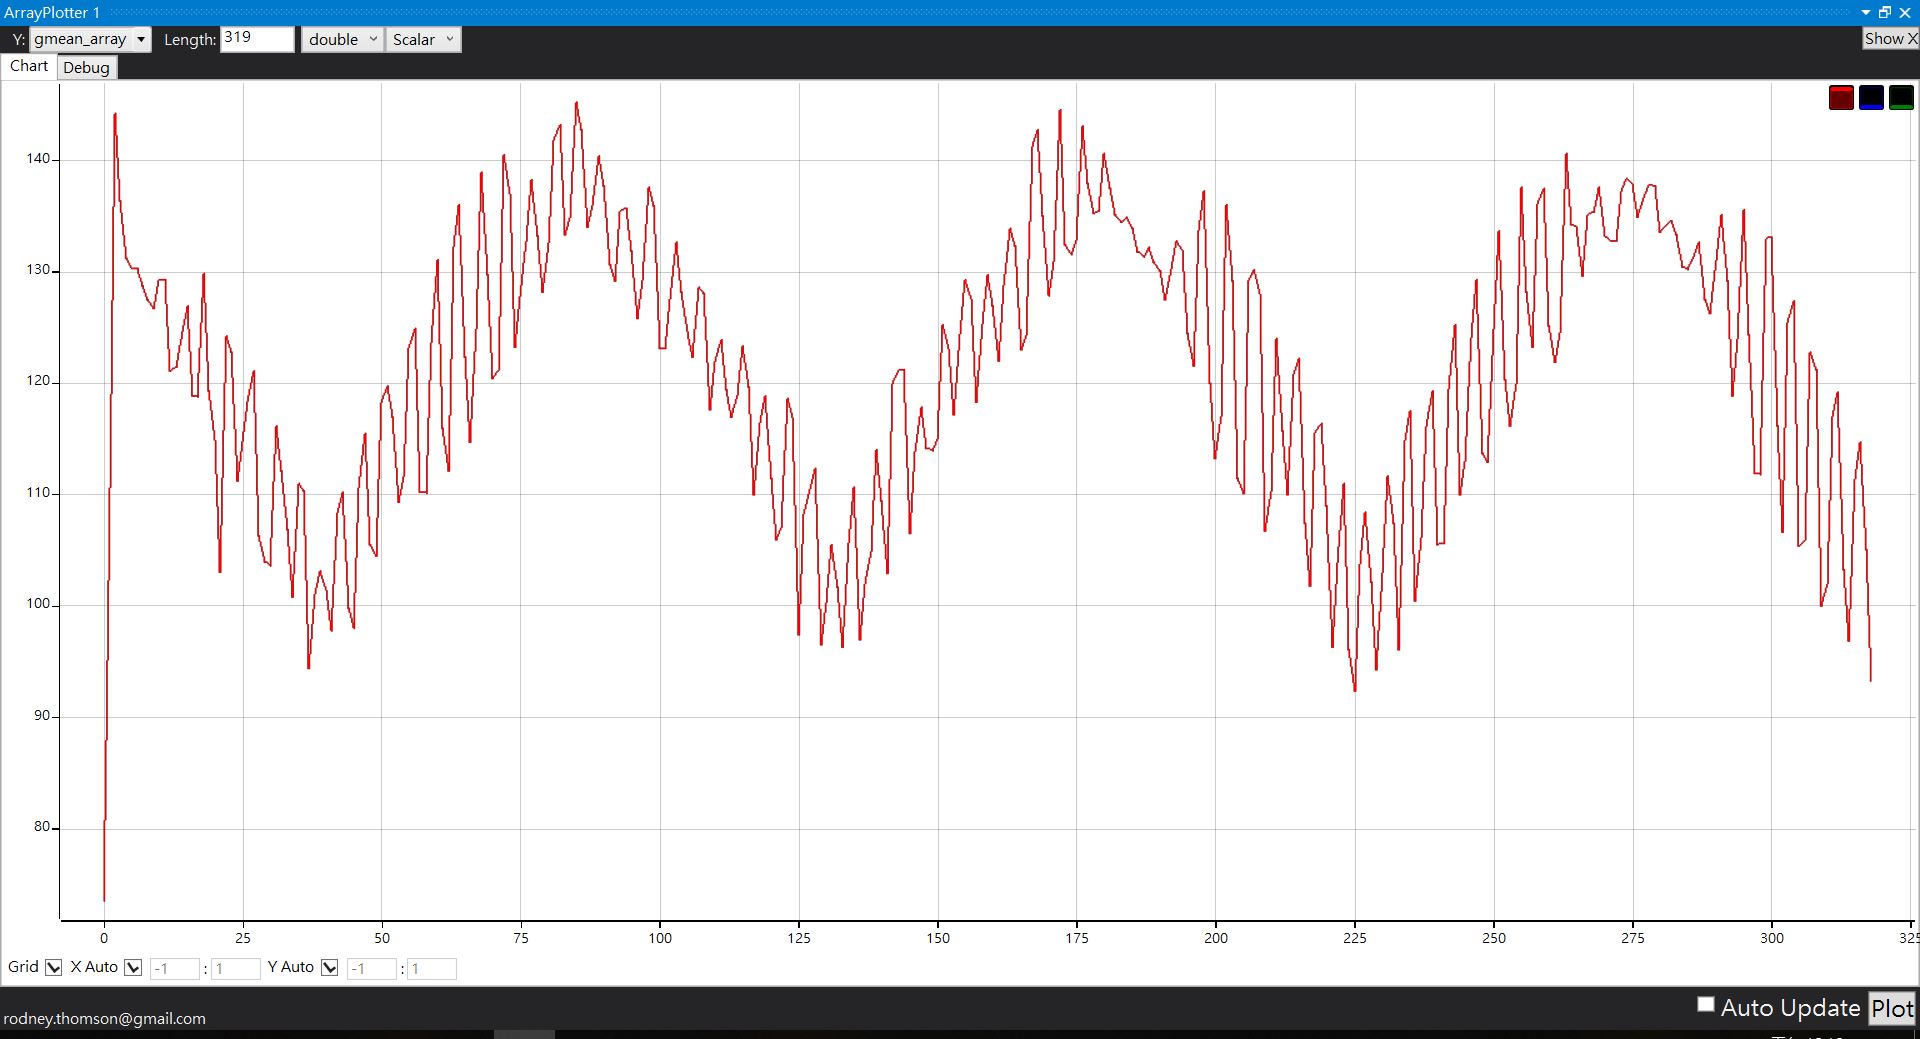 ArrayPlotter 1
Y: gmean_array Length: 319 double Scalar Show X
Chart Debug
140
130
120
110
100
90
80
0 25 50 75 100 125 150 175 200 225 250 275 300 325
Grid X Auto -1 : 1 Y Auto -1 : 1
Auto Update Plot
rodney.thomson@gmail.com